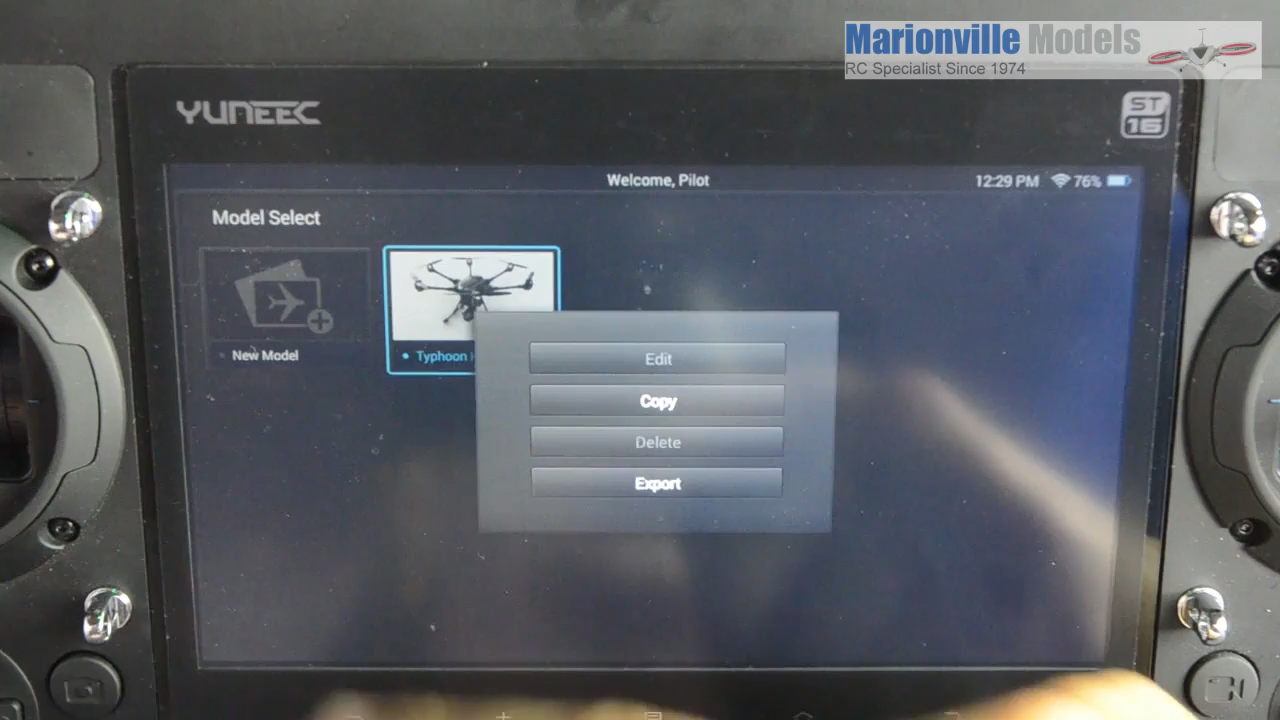 Marionville Models
RC Specialist Since 1974
YUNEEC
ST
16
Welcome, Pilot
12:29 PM 76%
Model Select
New Model
Typhoon
Edit
Copy
Delete
Export